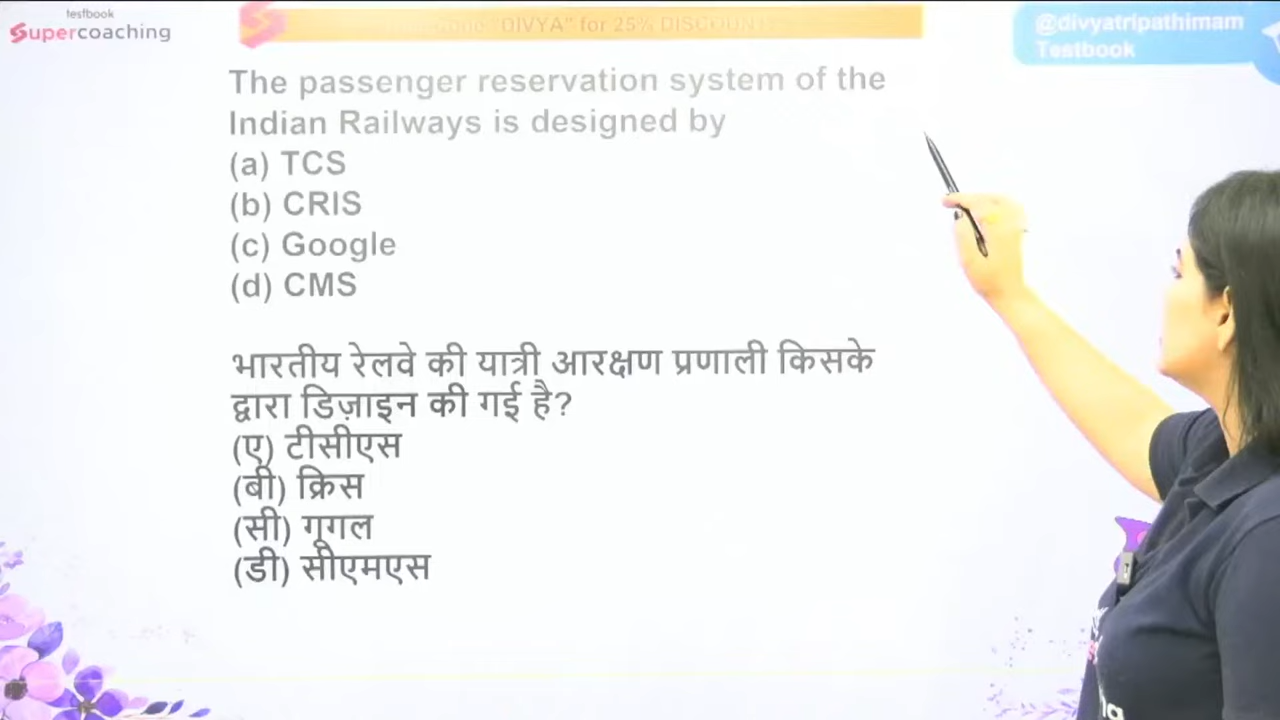 testbook
Supercoaching
"DIVYA" for 25% DISCOUNT
@divyatripathimam
Testbook
The passenger reservation system of the
Indian Railways is designed by
(a) TCS
(b) CRIS
(c) Google
(d) CMS
भारतीय रेलवे की यात्री आरक्षण प्रणाली किसके
द्वारा डिज़ाइन की गई है?
(ए) टीसीएस
(बी) क्रिस
(सी) गूगल
(डी) सीएमएस